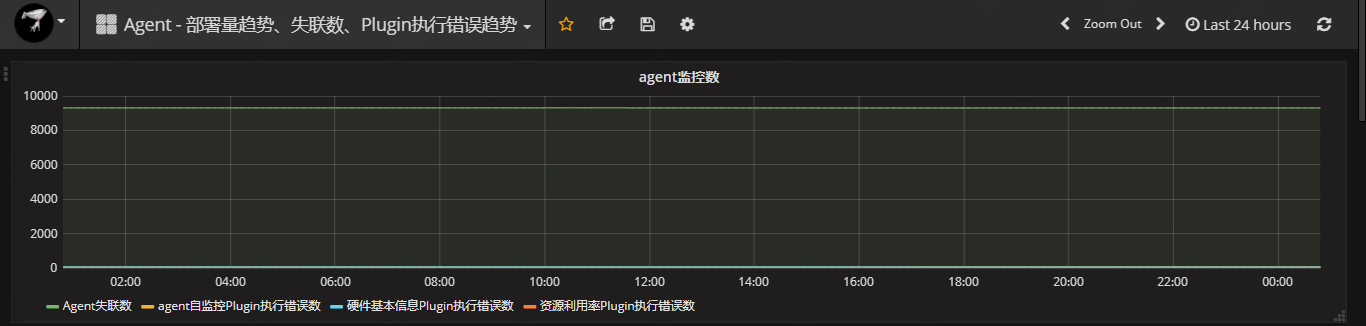 Agent - 部署量趋势、失联数、Plugin执行错误趋势
Zoom Out
Last 24 hours
agent监控数
10000
8000
6000
4000
2000
0
02:00 04:00 06:00 08:00 10:00 12:00 14:00 16:00 18:00 20:00 22:00 00:00
Agent失联数 agent自监控Plugin执行错误数 硬件基本信息Plugin执行错误数 资源利用率Plugin执行错误数